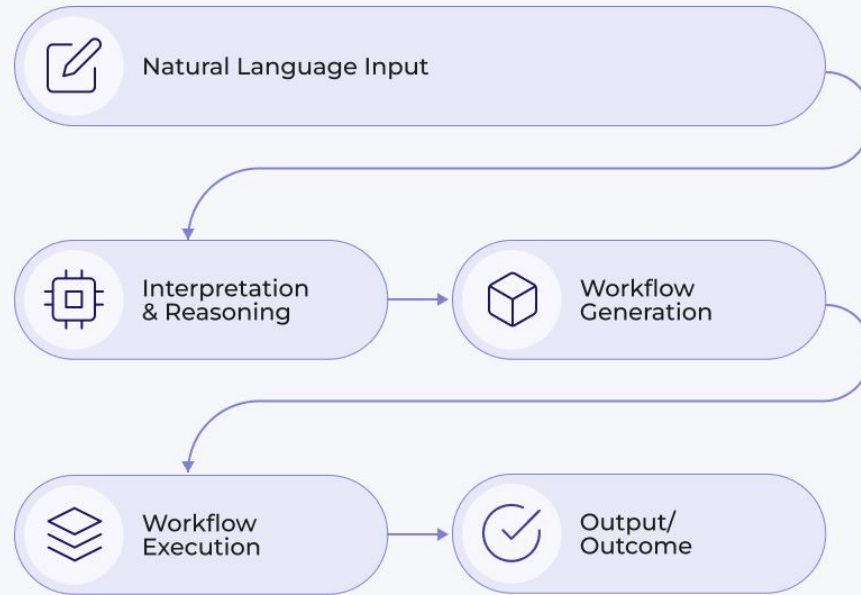 Natural Language Input
Interpretation
& Reasoning
Workflow
Generation
Workflow
Execution
Output/
Outcome